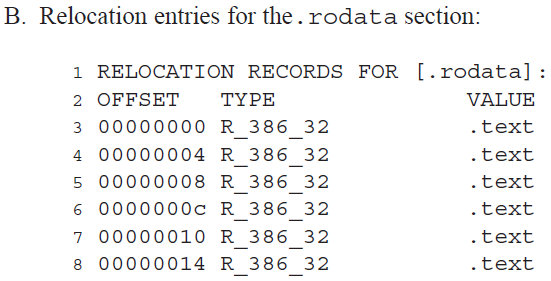 B. Relocation entries for the .rodata section:
1 RELOCATION RECORDS FOR [.rodata]:
2 OFFSET TYPE VALUE
3 00000000 R_386_32 .text
4 00000004 R_386_32 .text
5 00000008 R_386_32 .text
6 0000000c R_386_32 .text
7 00000010 R_386_32 .text
8 00000014 R_386_32 .text